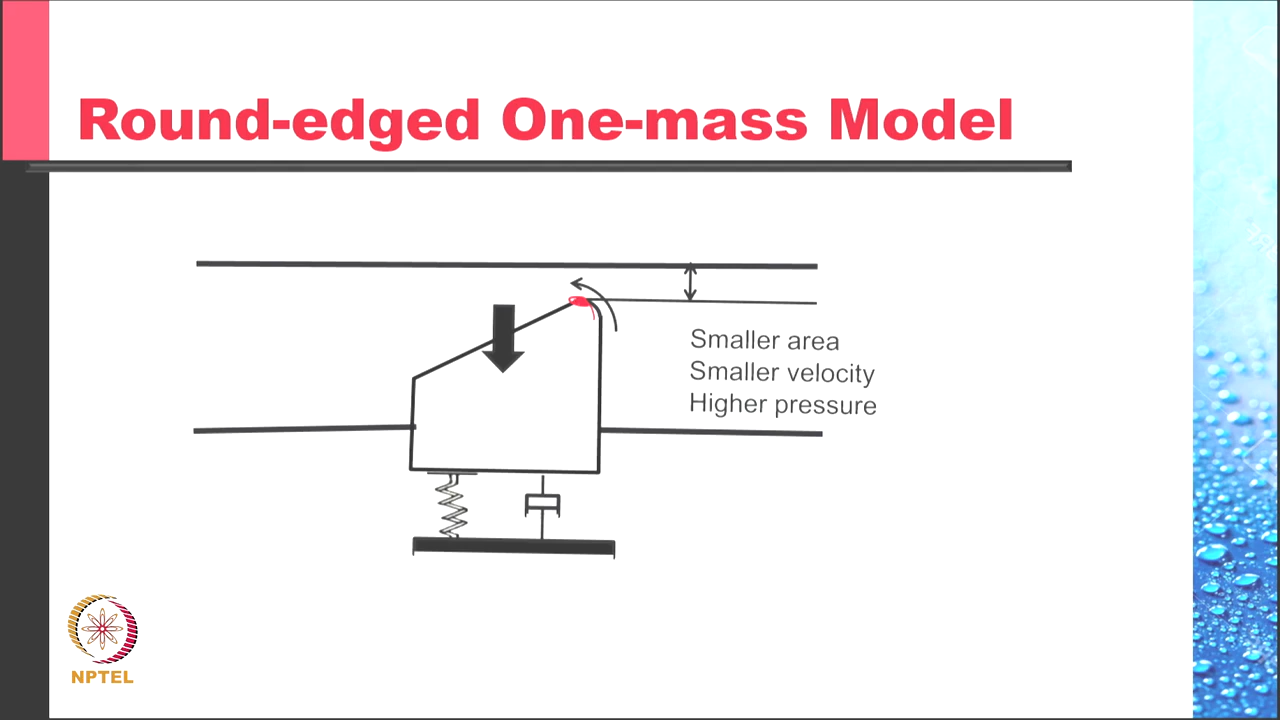 Round-edged One-mass Model
Smaller area
Smaller velocity
Higher pressure
NPTEL